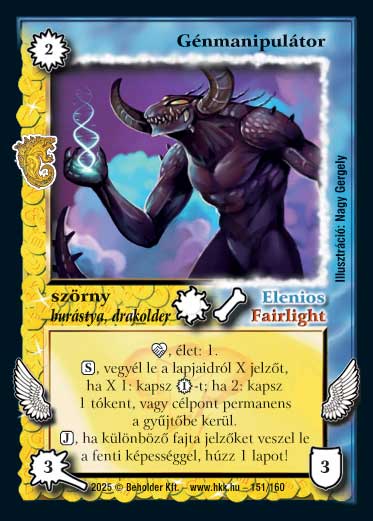 2
Génmanipulátor
Illusztráció: Nagy Gergely
szörny
burástya, drakolder
Elenios
Fairlight
, élet: 1.
S, vegyél le a lapjaidról X jelzőt,
ha X 1: kapsz 1-t; ha 2: kapsz
1 tókent, vagy célpont permanens
a gyűjtőbe kerül.
J, ha különböző fajta jelzőket veszel le
a fenti képességgel, húzz 1 lapot!
3
3
2025 © Beholder Kft. – www.hkk.hu – 151/160